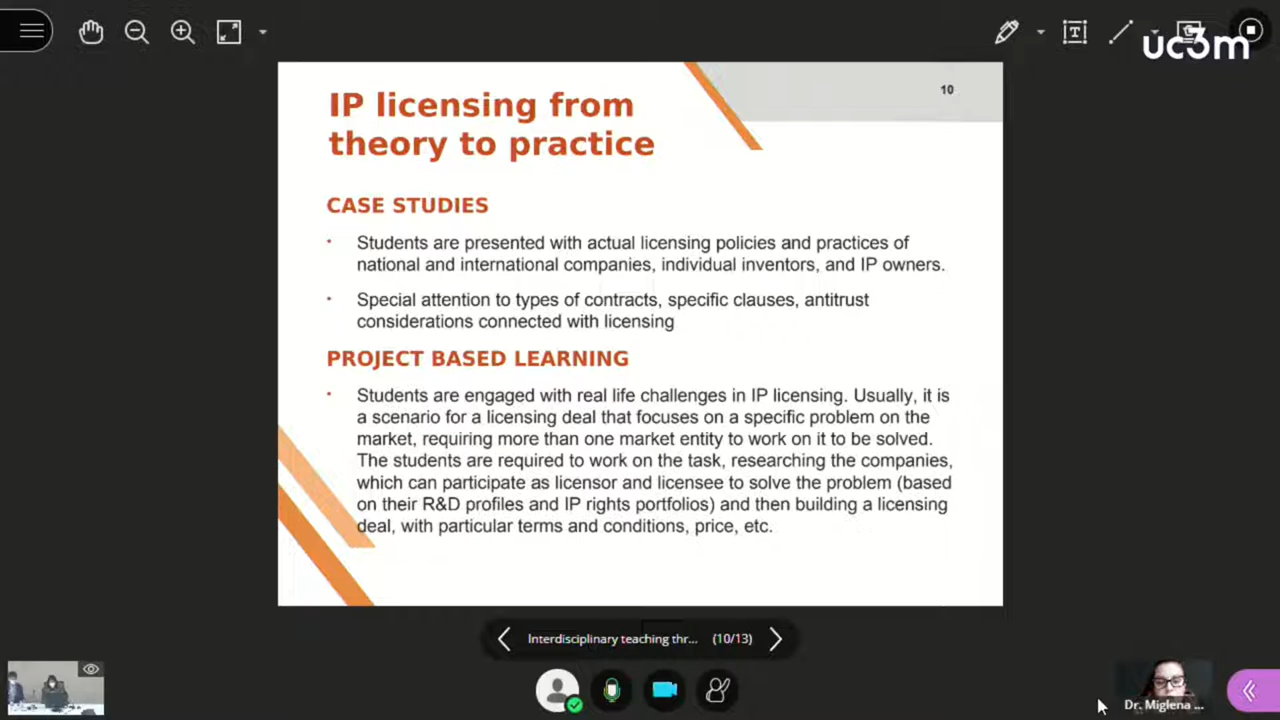 uc3m
10
IP licensing from
theory to practice
CASE STUDIES
Students are presented with actual licensing policies and practices of
national and international companies, individual inventors, and IP owners.
Special attention to types of contracts, specific clauses, antitrust
considerations connected with licensing
PROJECT BASED LEARNING
Students are engaged with real life challenges in IP licensing. Usually, it is
a scenario for a licensing deal that focuses on a specific problem on the
market, requiring more than one market entity to work on it to be solved.
The students are required to work on the task, researching the companies,
which can participate as licensor and licensee to solve the problem (based
on their R&D profiles and IP rights portfolios) and then building a licensing
deal, with particular terms and conditions, price, etc.
Interdisciplinary teaching thr... (10/13)
Dr. Miglena ...